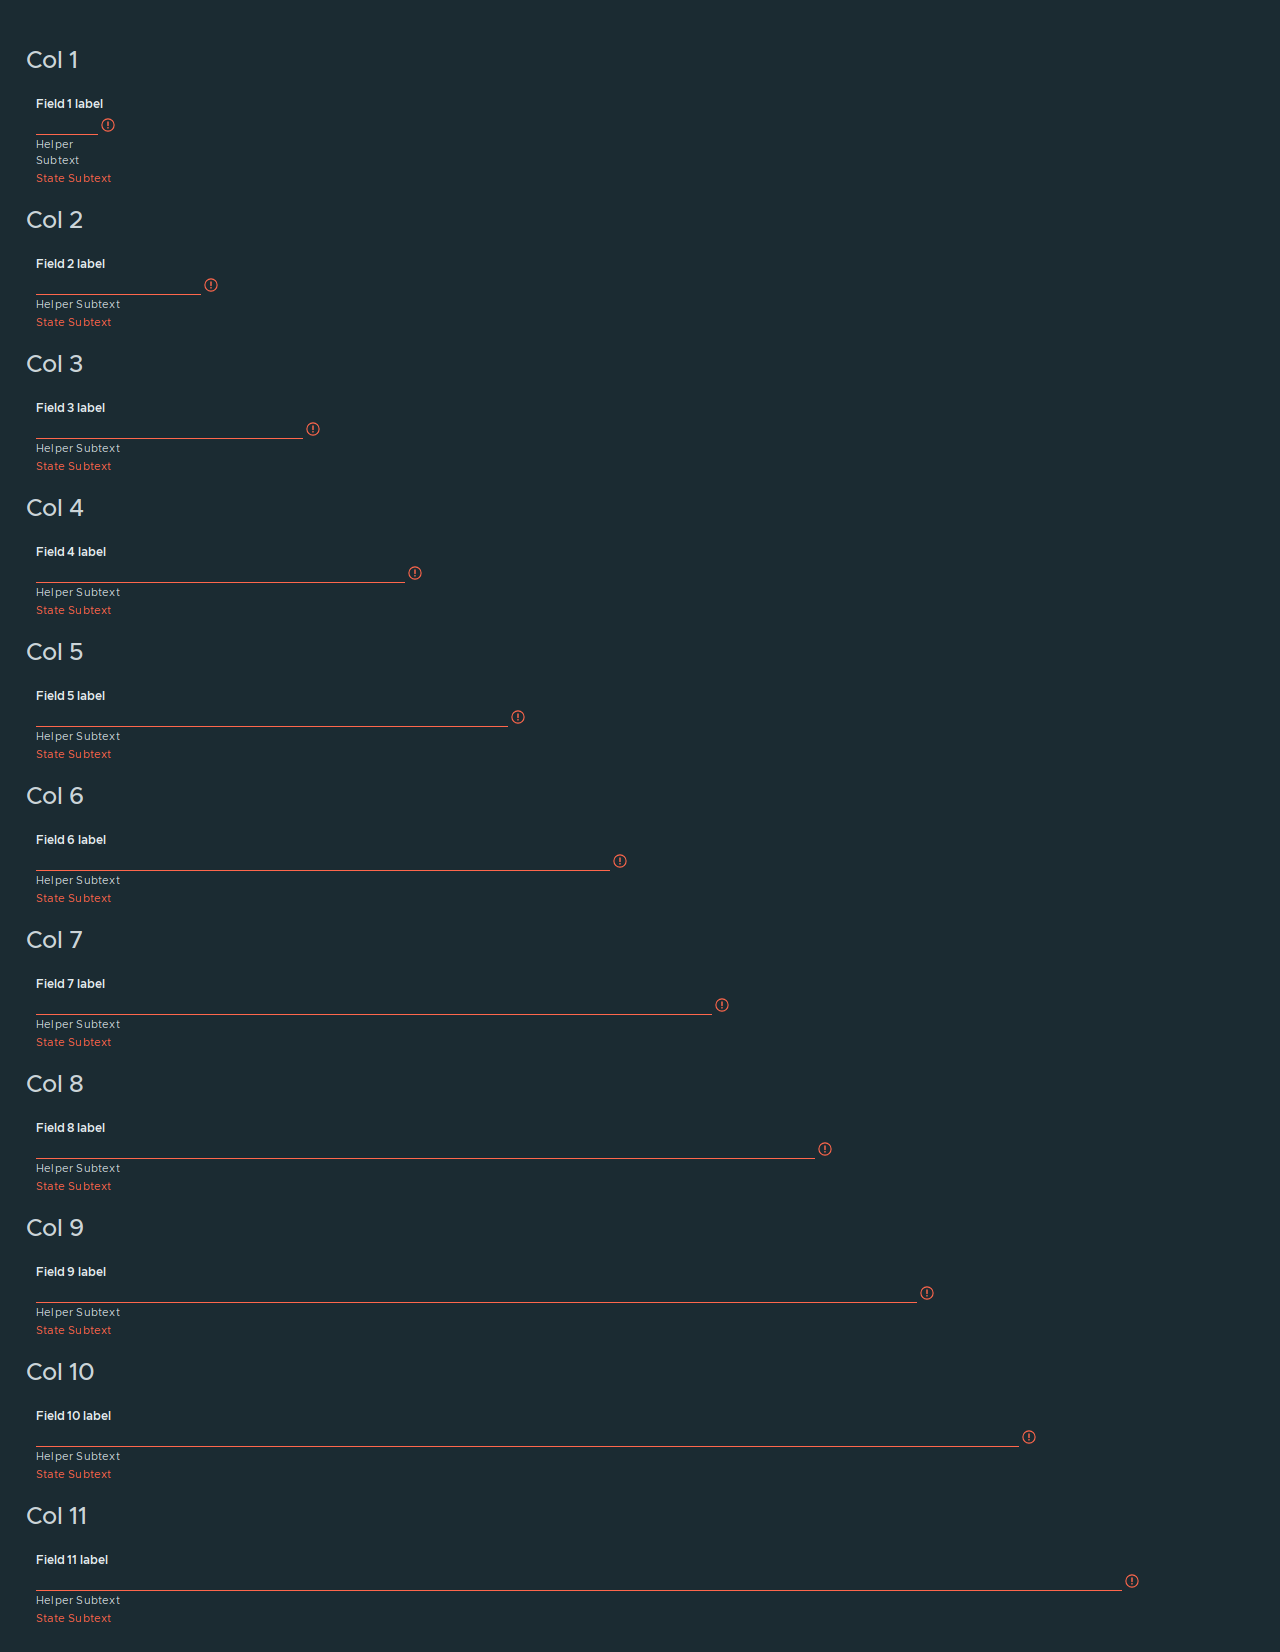 Col 1
Field 1 label
Helper
Subtext
State Subtext
Col 2
Field 2 label
Helper Subtext
State Subtext
Col 3
Field 3 label
Helper Subtext
State Subtext
Col 4
Field 4 label
Helper Subtext
State Subtext
Col 5
Field 5 label
Helper Subtext
State Subtext
Col 6
Field 6 label
Helper Subtext
State Subtext
Col 7
Field 7 label
Helper Subtext
State Subtext
Col 8
Field 8 label
Helper Subtext
State Subtext
Col 9
Field 9 label
Helper Subtext
State Subtext
Col 10
Field 10 label
Helper Subtext
State Subtext
Col 11
Field 11 label
Helper Subtext
State Subtext